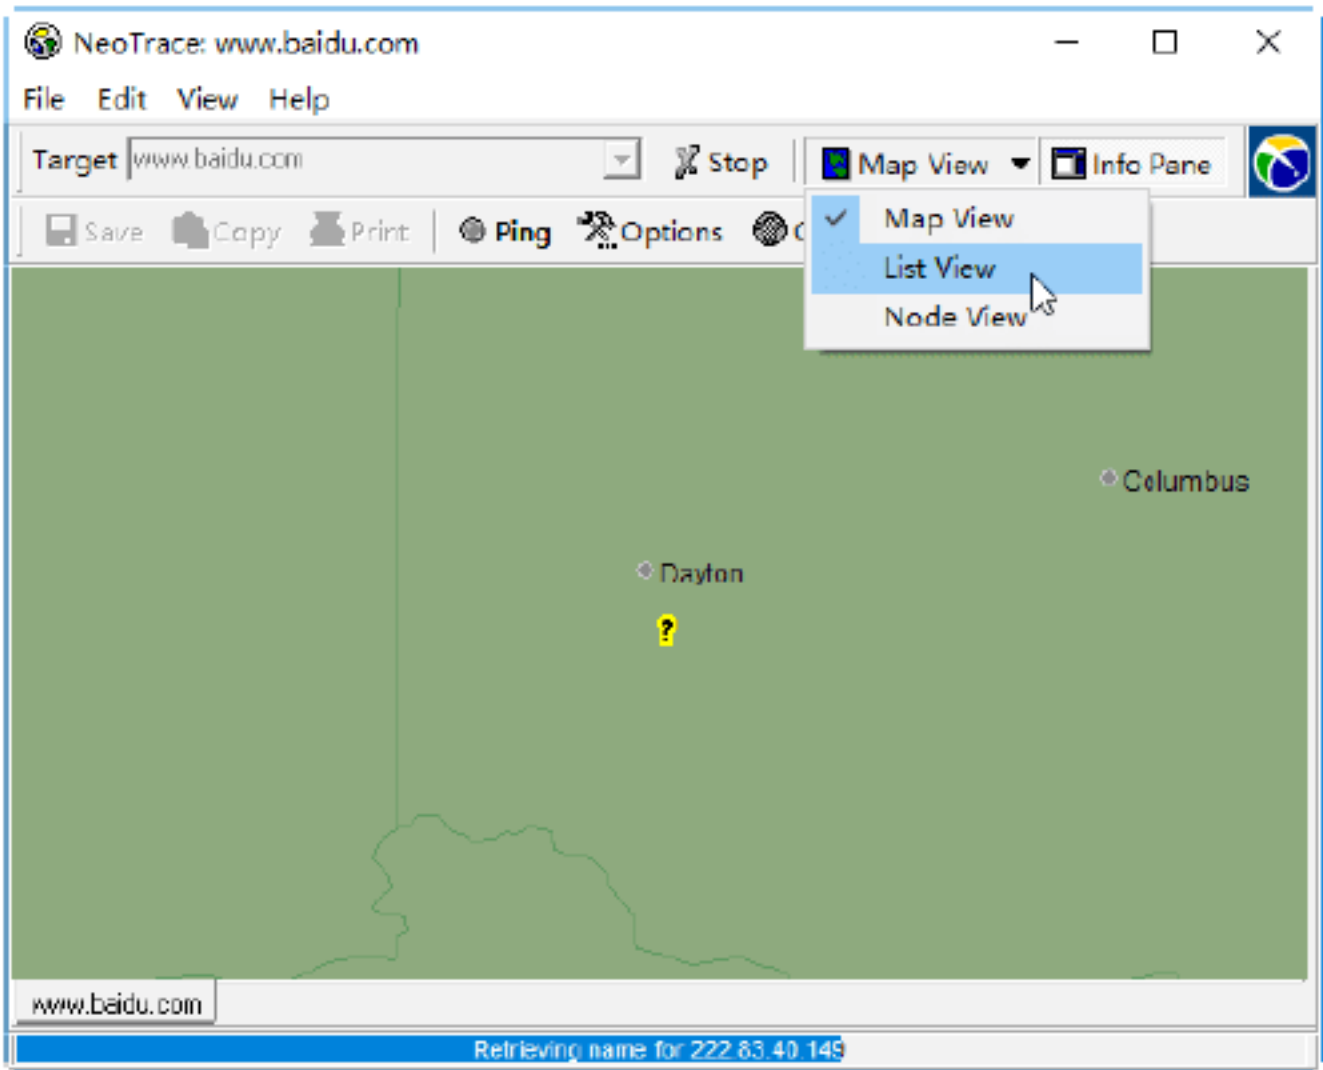 NeoTrace: www.baidu.com
File Edit View Help
Target www.baidu.com Stop Map View Info Pane
Save Copy Print Ping Options
Map View
List View
Node View
Columbus
Dayton
?
www.baidu.com
Retrieving name for 222.83.40.149